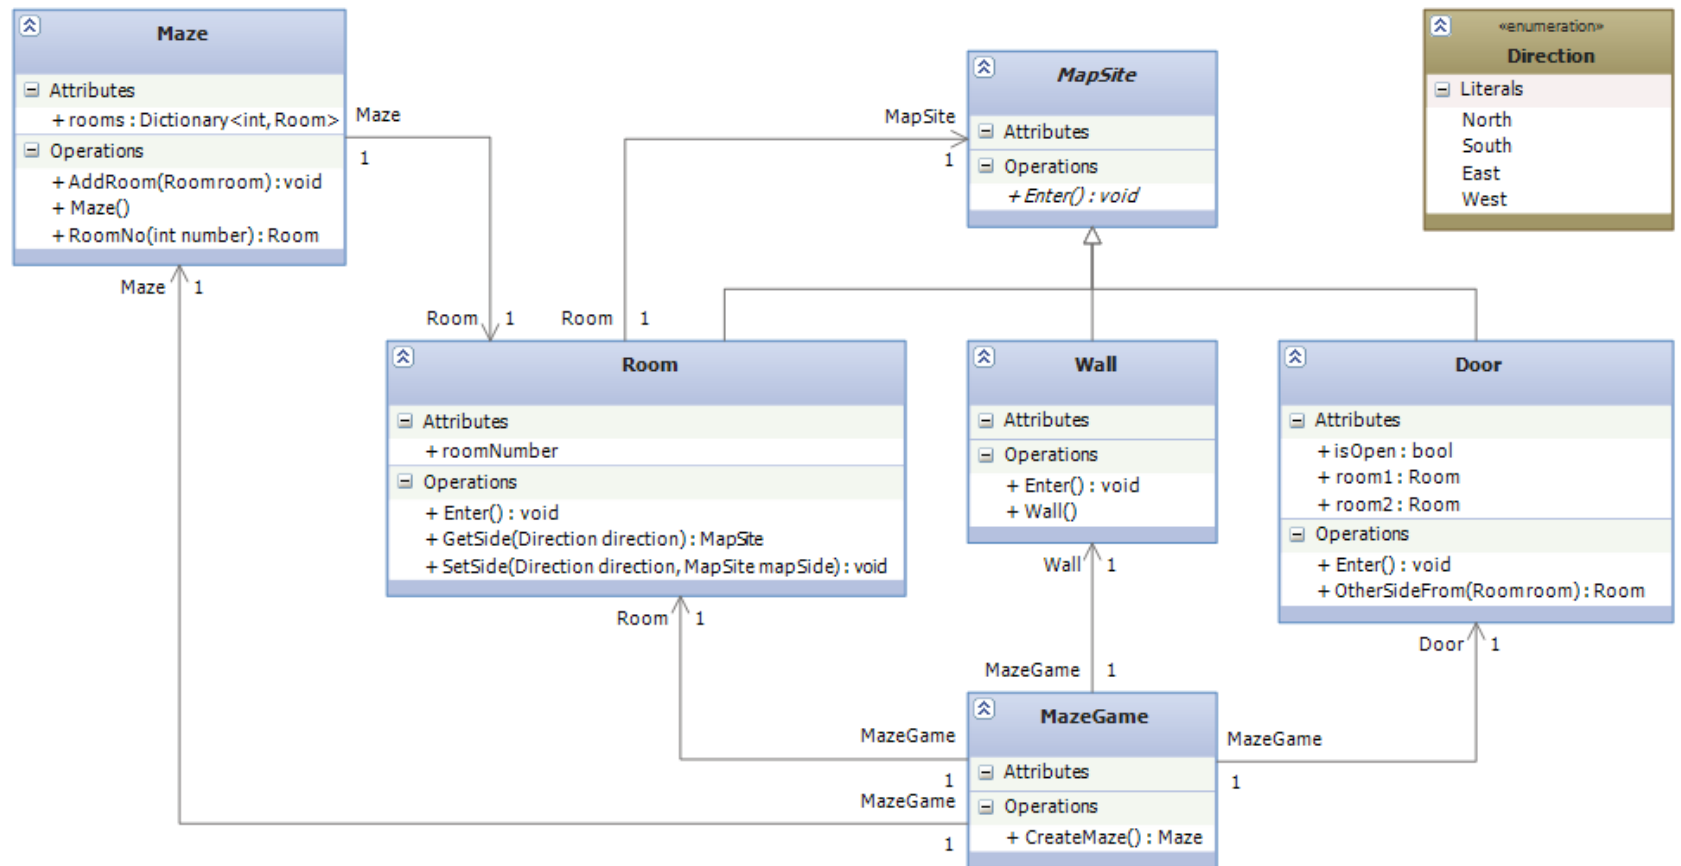 Maze
Attributes
+ rooms : Dictionary<int, Room>
Operations
+ AddRoom(Roomroom) : void
+ Maze()
+ RoomNo(int number) : Room
Maze
1
Maze
1
MapSite
1
MapSite
Attributes
Operations
+ Enter() : void
«enumeration»
Direction
Literals
North
South
East
West
Room
1
Room
1
Room
Attributes
+ roomNumber
Operations
+ Enter() : void
+ GetSide(Direction direction) : MapSite
+ SetSide(Direction direction, MapSite mapSide) : void
Wall
Attributes
Operations
+ Enter() : void
+ Wall()
Door
Attributes
+ isOpen : bool
+ room1 : Room
+ room2 : Room
Operations
+ Enter() : void
+ OtherSideFrom(Roomroom) : Room
Room
1
Wall
1
Door
1
MazeGame
1
MazeGame
1
MazeGame
1
MazeGame
1
MazeGame
Attributes
Operations
+ CreateMaze() : Maze